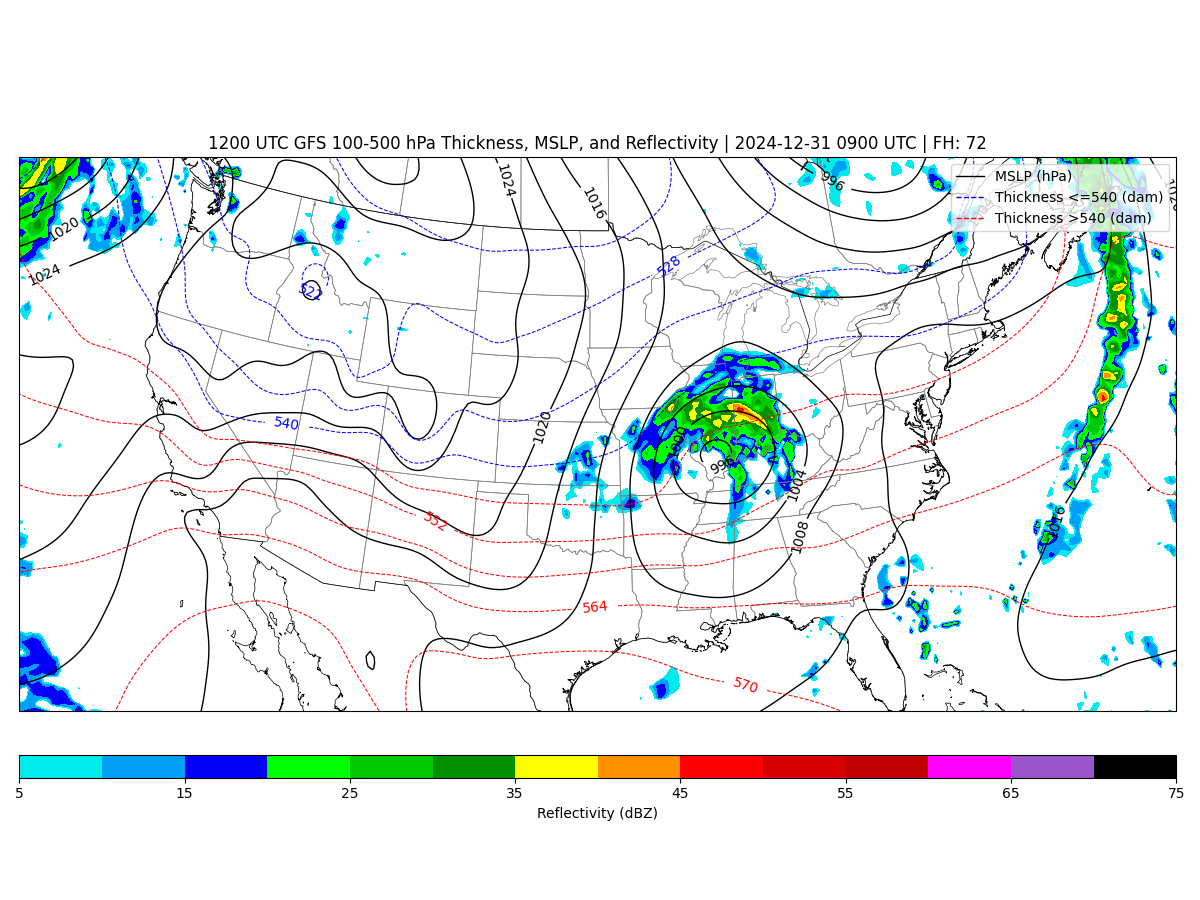 1200 UTC GFS 100-500 hPa Thickness, MSLP, and Reflectivity | 2024-12-31 0900 UTC | FH: 72
MSLP (hPa)
Thickness <=540 (dam)
Thickness >540 (dam)
996
1024
1016
1020
1024
528
522
540
1020
996
1004
552
1008
1016
564
570
5 15 25 35 45 55 65 75
Reflectivity (dBZ)